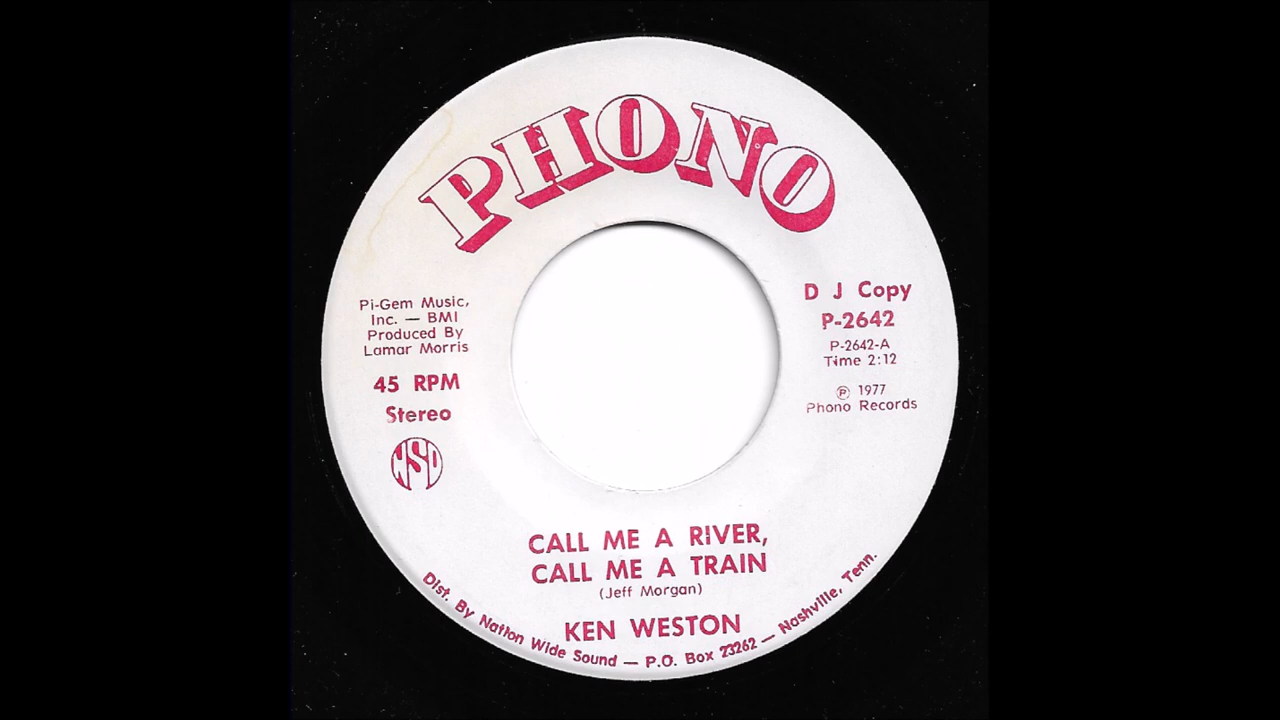 PHONO
Pi-Gem Music,
Inc. — BMI
Produced By
Lamar Morris
45 RPM
Stereo
D J Copy
P-2642
P-2642-A
Time 2:12
Ⓟ 1977
Phono Records
CALL ME A RIVER,
CALL ME A TRAIN
(Jeff Morgan)
KEN WESTON
Dist. By Nation Wide Sound — P.O. Box 23262 — Nashville, Tenn.